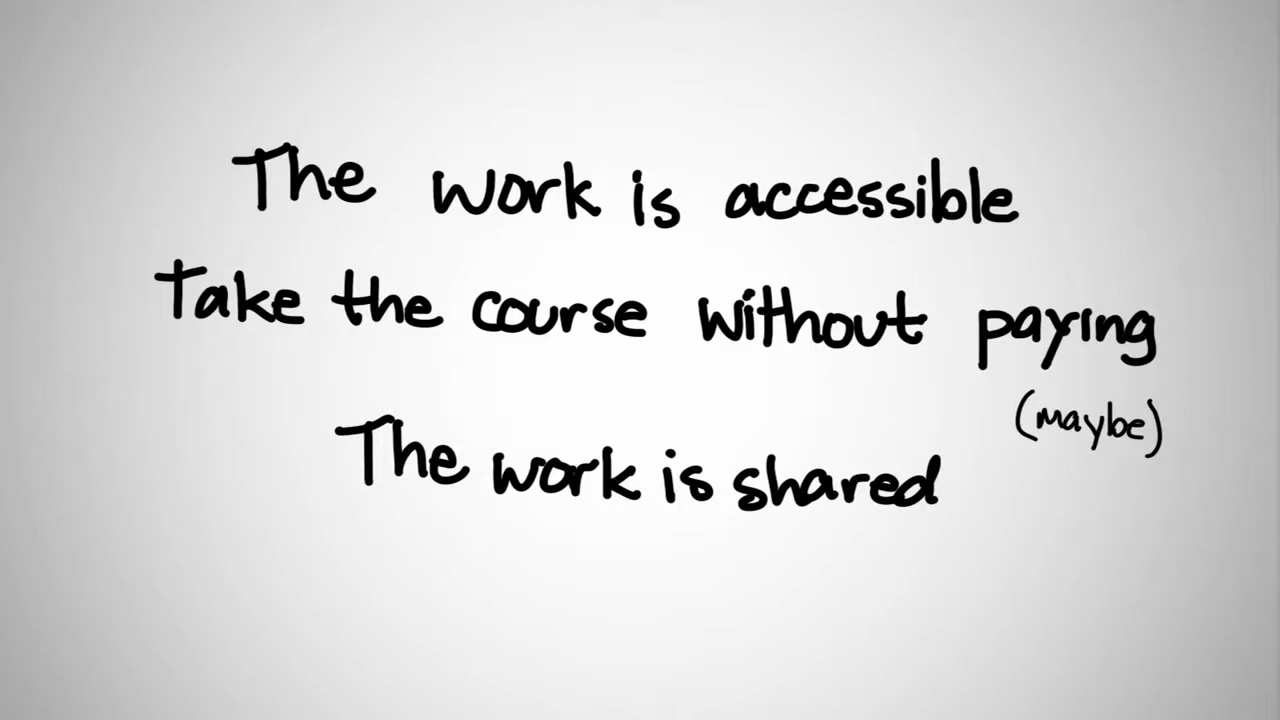 The work is accessible
Take the course without paying
(maybe)
The work is shared